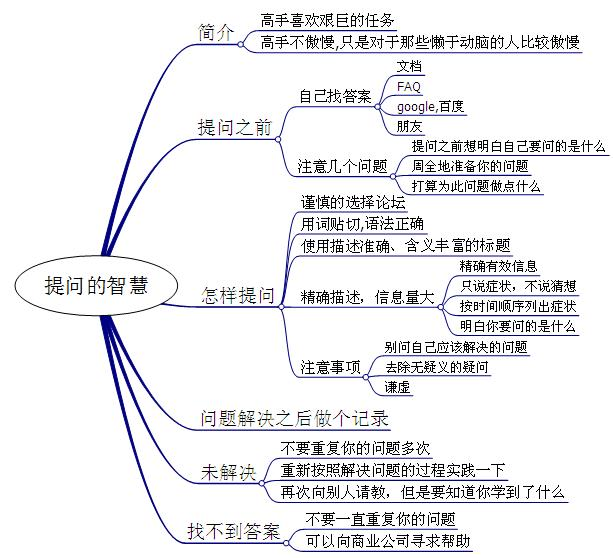 提问的智慧
简介
高手喜欢艰巨的任务
高手不傲慢,只是对于那些懒于动脑的人比较傲慢
提问之前
自己找答案
文档
FAQ
google,百度
朋友
注意几个问题
提问之前想明白自己要问的是什么
周全地准备你的问题
打算为此问题做点什么
怎样提问
谨慎的选择论坛
用词贴切,语法正确
使用描述准确、含义丰富的标题
精确描述，信息量大
精确有效信息
只说症状，不说猜想
按时间顺序列出症状
明白你要问的是什么
注意事项
别问自己应该解决的问题
去除无疑义的疑问
谦虚
问题解决之后做个记录
未解决
不要重复你的问题多次
重新按照解决问题的过程实践一下
再次向别人请教，但是要知道你学到了什么
找不到答案
不要一直重复你的问题
可以向商业公司寻求帮助